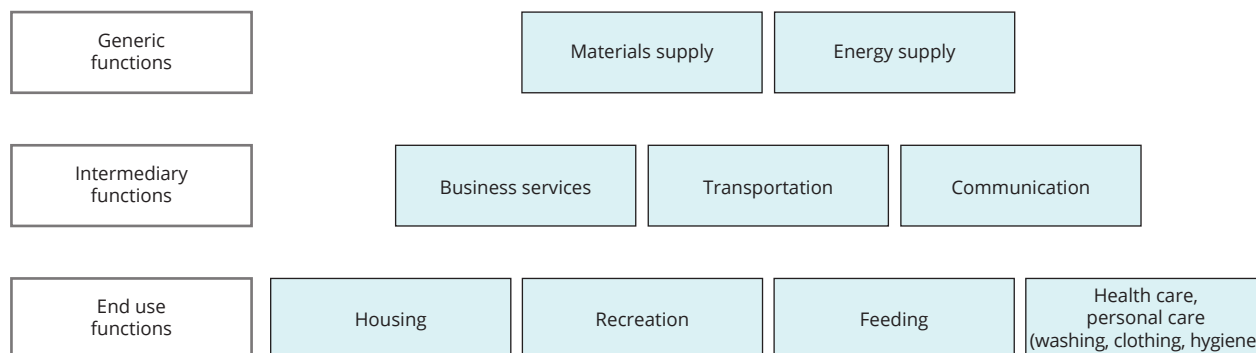 Generic
functions
Materials supply
Energy supply
Intermediary
functions
Business services
Transportation
Communication
End use
functions
Housing
Recreation
Feeding
Health care,
personal care
(washing, clothing, hygiene